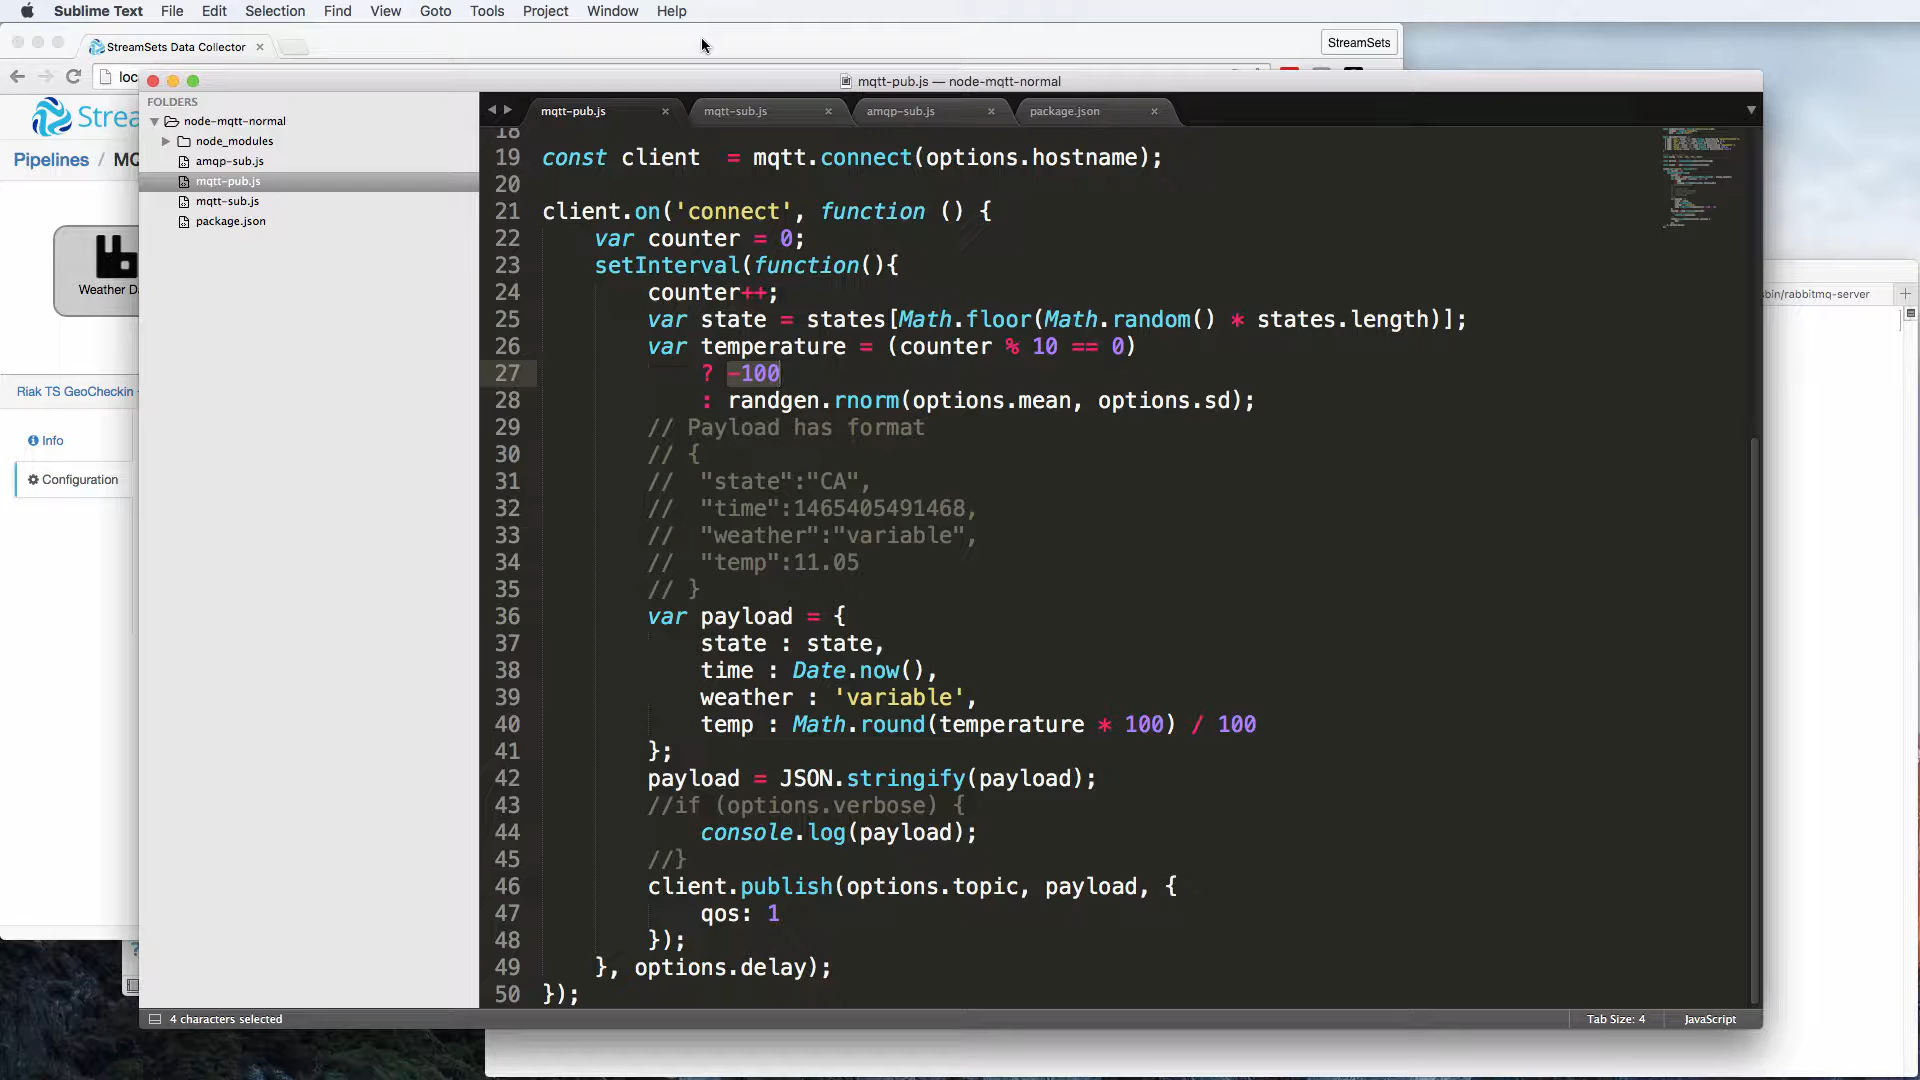 Sublime Text File Edit Selection Find View Goto Tools Project Window Help
StreamSets Data Collector
StreamSets
loc
mqtt-pub.js — node-mqtt-normal
FOLDERS
node-mqtt-normal
node_modules
amqp-sub.js
mqtt-pub.js
mqtt-sub.js
package.json
Strea
Pipelines / MQ
Weather D
Riak TS GeoCheckin
Info
Configuration
bin/rabbitmq-server
mqtt-pub.js mqtt-sub.js amqp-sub.js package.json
18
19 const client  = mqtt.connect(options.hostname);
20
21 client.on('connect', function () {
22     var counter = 0;
23     setInterval(function(){
24         counter++;
25         var state = states[Math.floor(Math.random() * states.length)];
26         var temperature = (counter % 10 == 0)
27             ? -100
28             : randgen.rnorm(options.mean, options.sd);
29         // Payload has format
30         // {
31         //  "state":"CA",
32         //  "time":1465405491468,
33         //  "weather":"variable",
34         //  "temp":11.05
35         // }
36         var payload = {
37             state : state,
38             time : Date.now(),
39             weather : 'variable',
40             temp : Math.round(temperature * 100) / 100
41         };
42         payload = JSON.stringify(payload);
43         //if (options.verbose) {
44             console.log(payload);
45         //}
46         client.publish(options.topic, payload, {
47             qos: 1
48         });
49     }, options.delay);
50 });
4 characters selected
Tab Size: 4
JavaScript